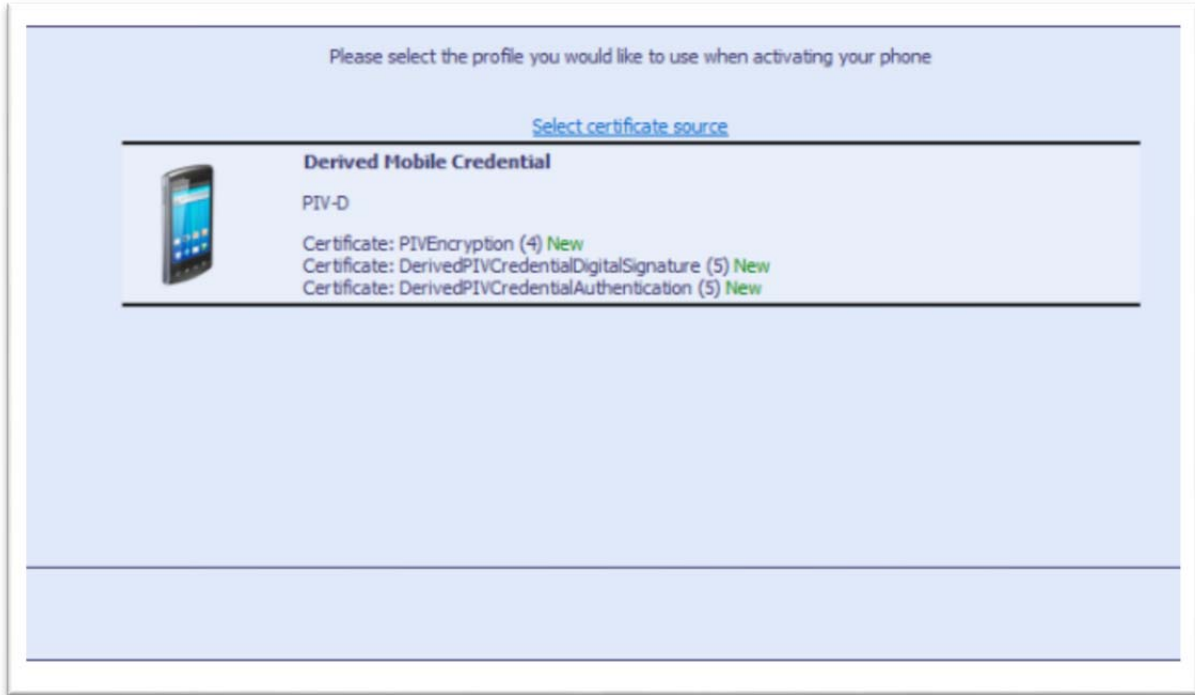 Please select the profile you would like to use when activating your phone
Select certificate source
Derived Mobile Credential
PIV-D
Certificate: PIVEncryption (4) New
Certificate: DerivedPIVCredentialDigitalSignature (5) New
Certificate: DerivedPIVCredentialAuthentication (5) New